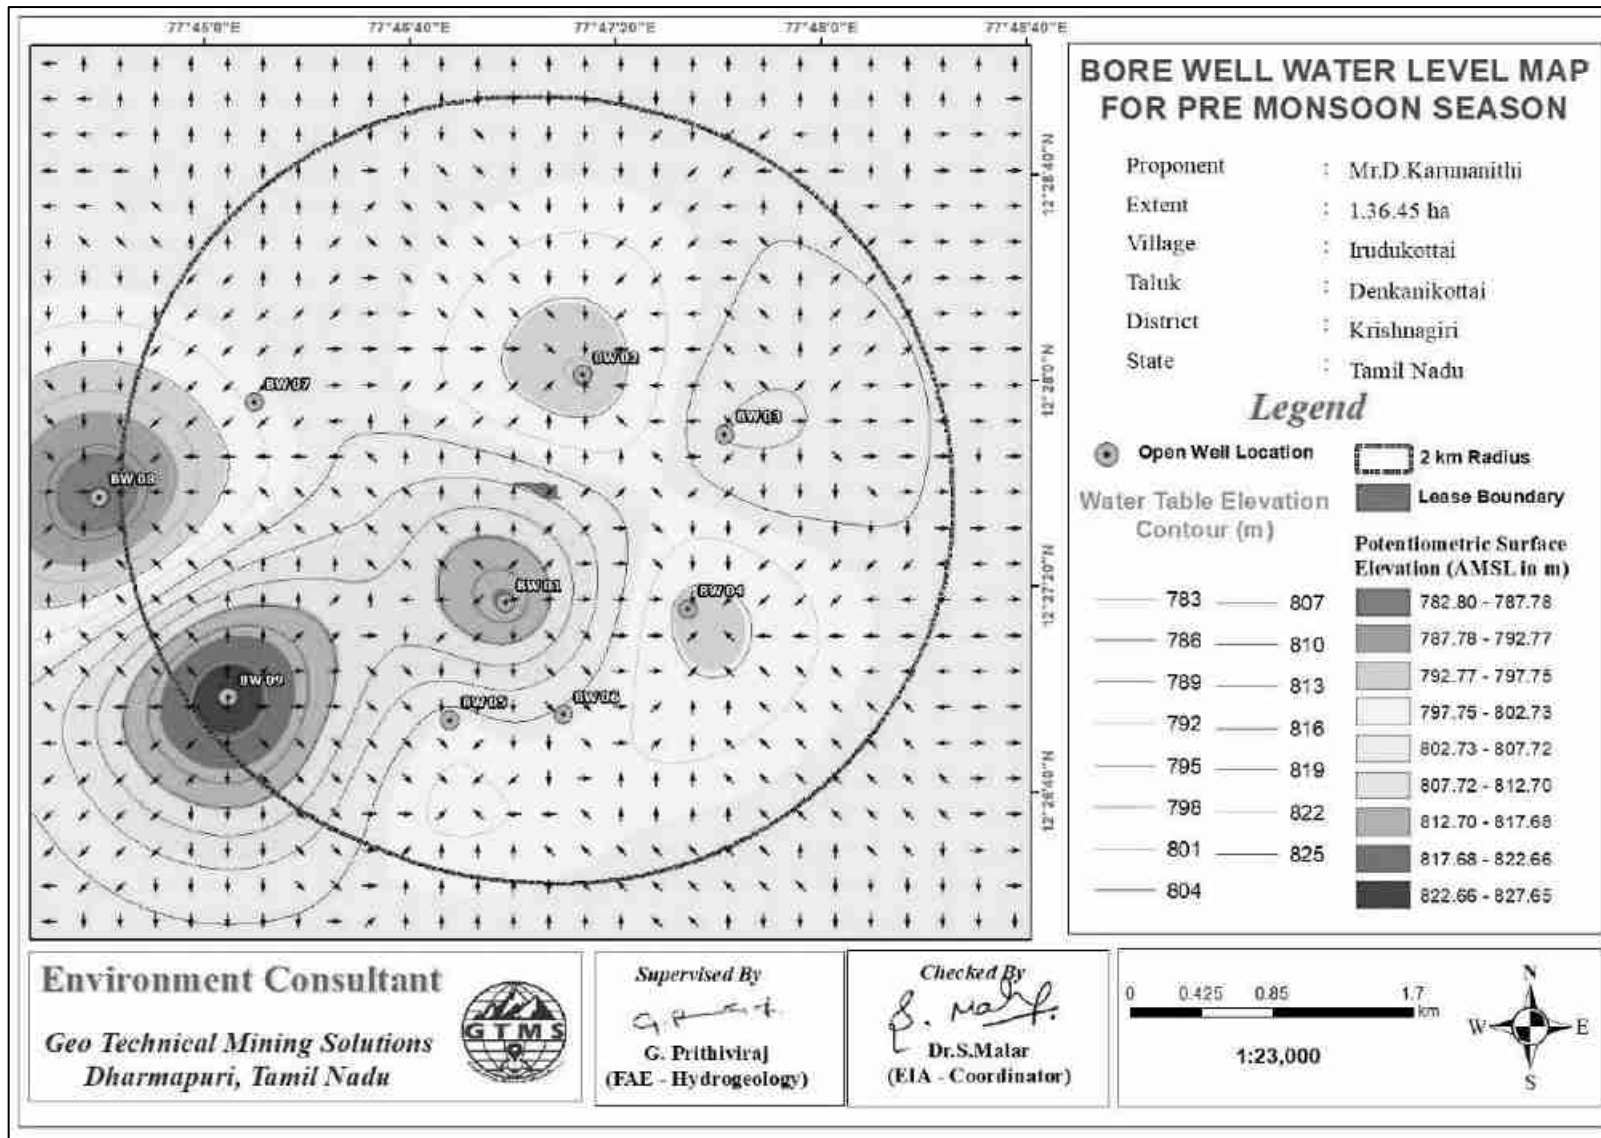 77°46'0"E 77°46'40"E 77°47'20"E 77°48'0"E 77°48'40"E
12°28'40"N
12°28'0"N
12°27'20"N
12°26'40"N
BW 02
BW 07
BW 03
BW 08
BW 01
BW 04
BW 09
BW 05
BW 06
BORE WELL WATER LEVEL MAP
FOR PRE MONSOON SEASON
Proponent : Mr.D.Karunanithi
Extent : 1.36.45 ha
Village : Irudukottai
Taluk : Denkanikottai
District : Krishnagiri
State : Tamil Nadu
Legend
Open Well Location
2 km Radius
Lease Boundary
Water Table Elevation
Contour (m)
783 807
786 810
789 813
792 816
795 819
798 822
801 825
804
Potentiometric Surface
Elevation (AMSL in m)
782.80 - 787.78
787.78 - 792.77
792.77 - 797.75
797.75 - 802.73
802.73 - 807.72
807.72 - 812.70
812.70 - 817.68
817.68 - 822.66
822.66 - 827.65
Environment Consultant
Geo Technical Mining Solutions
Dharmapuri, Tamil Nadu
GTMS
Supervised By
G. Prithiviraj
(FAE - Hydrogeology)
Checked By
Dr.S.Malar
(EIA - Coordinator)
0 0.425 0.85 1.7
km
1:23,000
N
W E
S